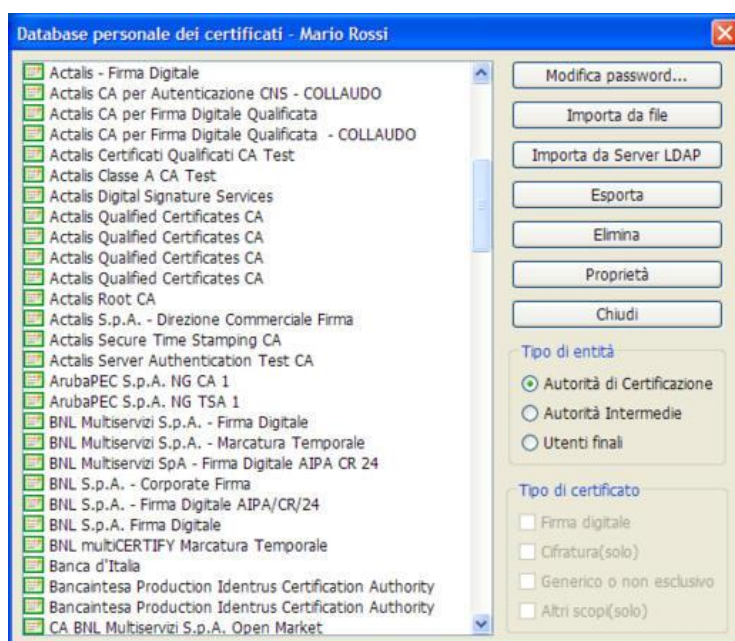 Database personale dei certificati - Mario Rossi
Actalis - Firma Digitale
Actalis CA per Autenticazione CNS - COLLAUDO
Actalis CA per Firma Digitale Qualificata
Actalis CA per Firma Digitale Qualificata - COLLAUDO
Actalis Certificati Qualificati CA Test
Actalis Classe A CA Test
Actalis Digital Signature Services
Actalis Qualified Certificates CA
Actalis Qualified Certificates CA
Actalis Qualified Certificates CA
Actalis Qualified Certificates CA
Actalis Root CA
Actalis S.p.A. - Direzione Commerciale Firma
Actalis Secure Time Stamping CA
Actalis Server Authentication Test CA
ArubaPEC S.p.A. NG CA 1
ArubaPEC S.p.A. NG TSA 1
BNL Multiservizi S.p.A. - Firma Digitale
BNL Multiservizi S.p.A. - Marcatura Temporale
BNL Multiservizi SpA - Firma Digitale AIPA CR 24
BNL S.p.A. - Corporate Firma
BNL S.p.A. - Firma Digitale AIPA/CR/24
BNL S.p.A. Firma Digitale
BNL multiCERTIFY Marcatura Temporale
Banca d'Italia
Bancaintesa Production Identrus Certification Authority
Bancaintesa Production Identrus Certification Authority
CA BNL Multiservizi S.p.A. Open Market
Modifica password...
Importa da file
Importa da Server LDAP
Esporta
Elimina
Proprietà
Chiudi
Tipo di entità
Autorità di Certificazione
Autorità Intermedie
Utenti finali
Tipo di certificato
Firma digitale
Cifratura(solo)
Generico o non esclusivo
Altri scopi(solo)